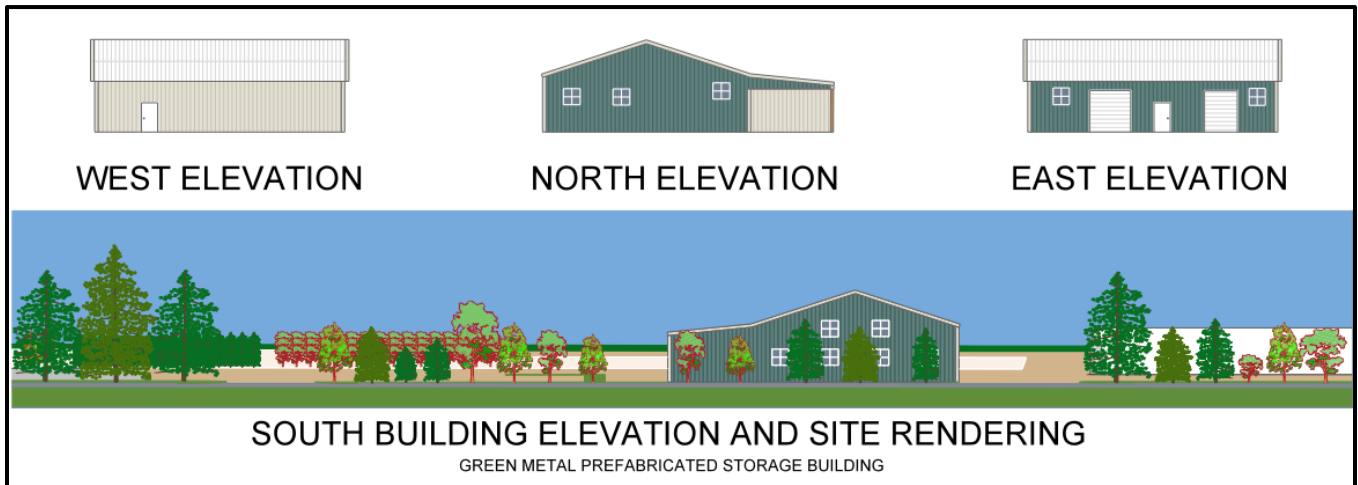 WEST ELEVATION
NORTH ELEVATION
EAST ELEVATION
SOUTH BUILDING ELEVATION AND SITE RENDERING
GREEN METAL PREFABRICATED STORAGE BUILDING